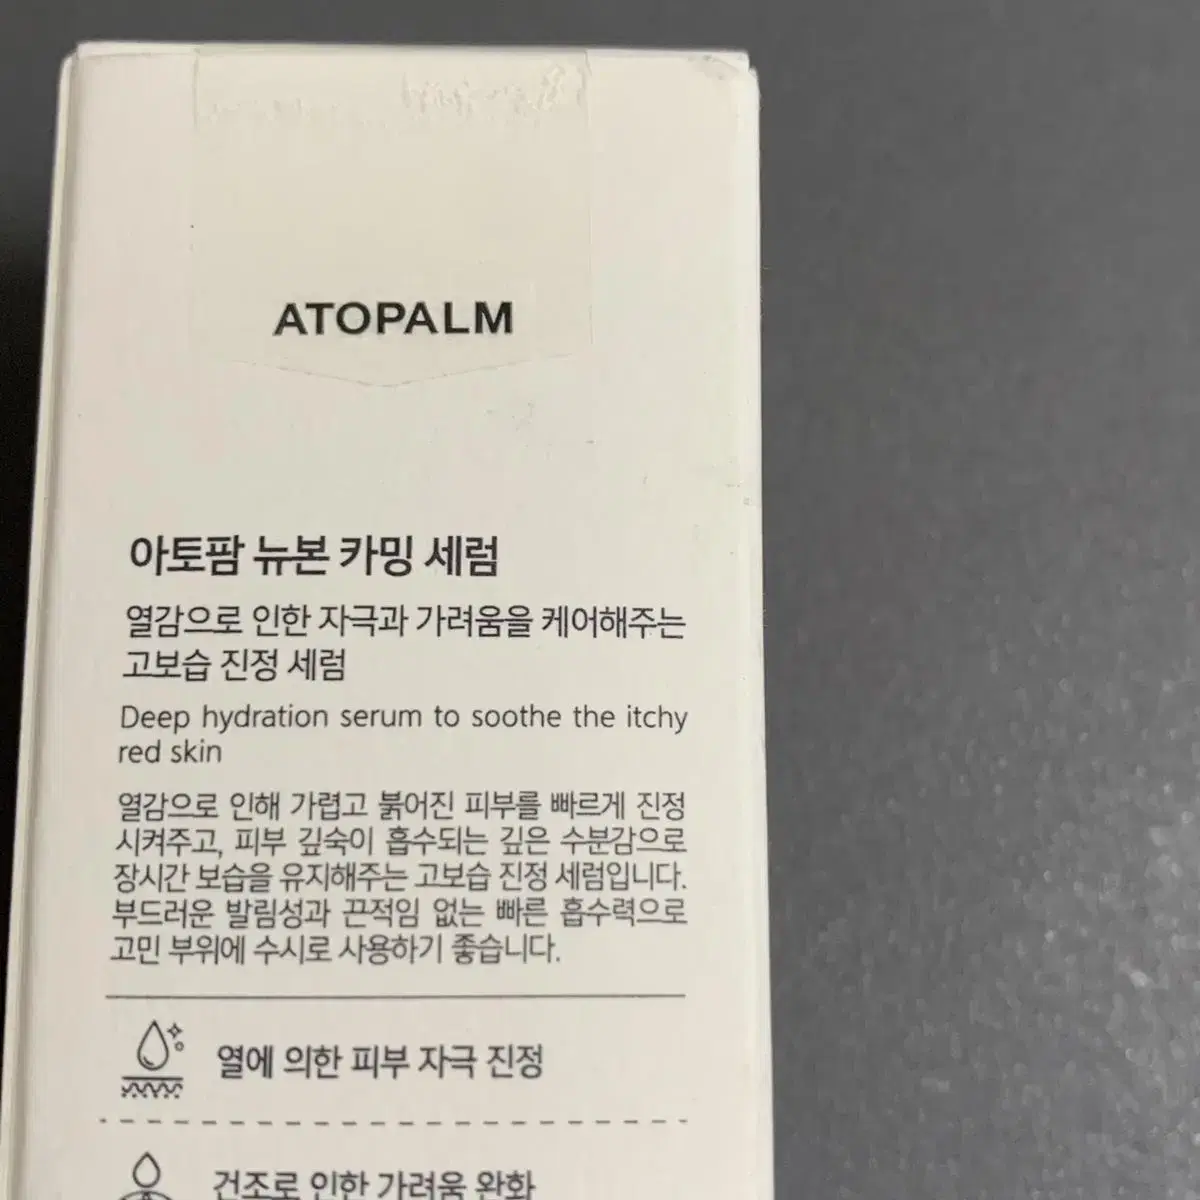 ATOPALM
아토팜 뉴본 카밍 세럼
열감으로 인한 자극과 가려움을 케어해주는
고보습 진정 세럼
Deep hydration serum to soothe the itchy
red skin
열감으로 인해 가렵고 붉어진 피부를 빠르게 진정
시켜주고, 피부 깊숙이 흡수되는 깊은 수분감으로
장시간 보습을 유지해주는 고보습 진정 세럼입니다.
부드러운 발림성과 끈적임 없는 빠른 흡수력으로
고민 부위에 수시로 사용하기 좋습니다.
열에 의한 피부 자극 진정
건조로 인한 가려움 완화